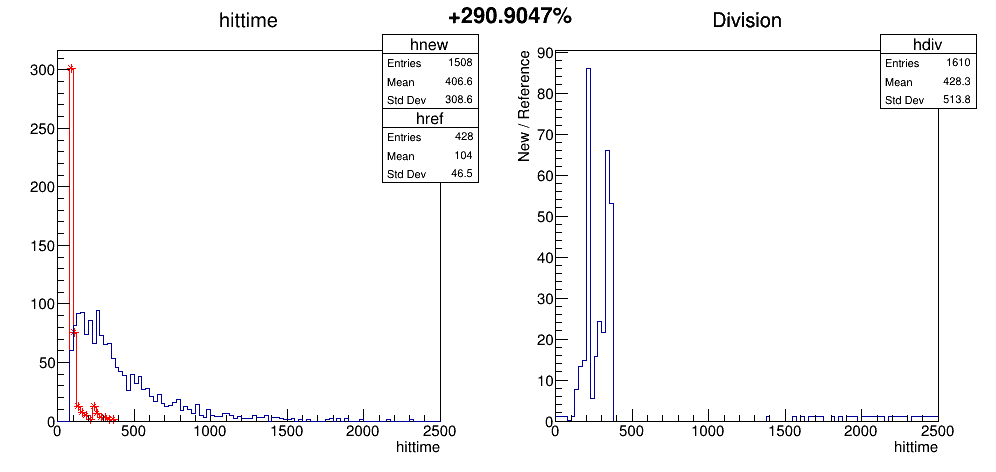 +290.9047%
hittime
hnew
Entries 1508
Mean 406.6
Std Dev 308.6
href
Entries 428
Mean 104
Std Dev 46.5
300
250
200
150
100
50
0
0 500 1000 1500 2000 2500
hittime
Division
hdiv
Entries 1610
Mean 428.3
Std Dev 513.8
New / Reference
90
80
70
60
50
40
30
20
10
0
0 500 1000 1500 2000 2500
hittime